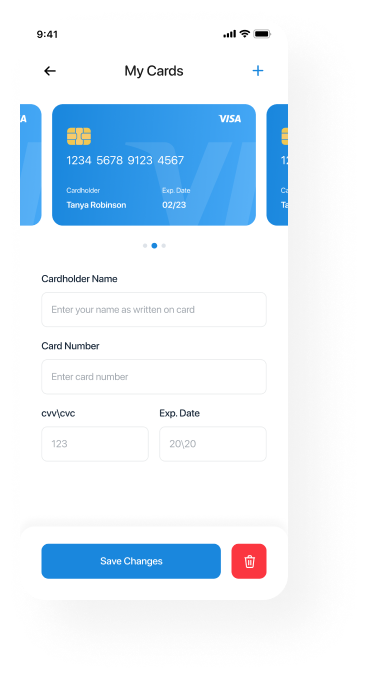 9:41
My Cards
A
VISA
1234 5678 9123 4567
12
Cardholder
Exp. Date
Ca
Tanya Robinson
02/23
Ta
Cardholder Name
Enter your name as written on card
Card Number
Enter card number
cvv\cvc
Exp. Date
123
20\20
Save Changes